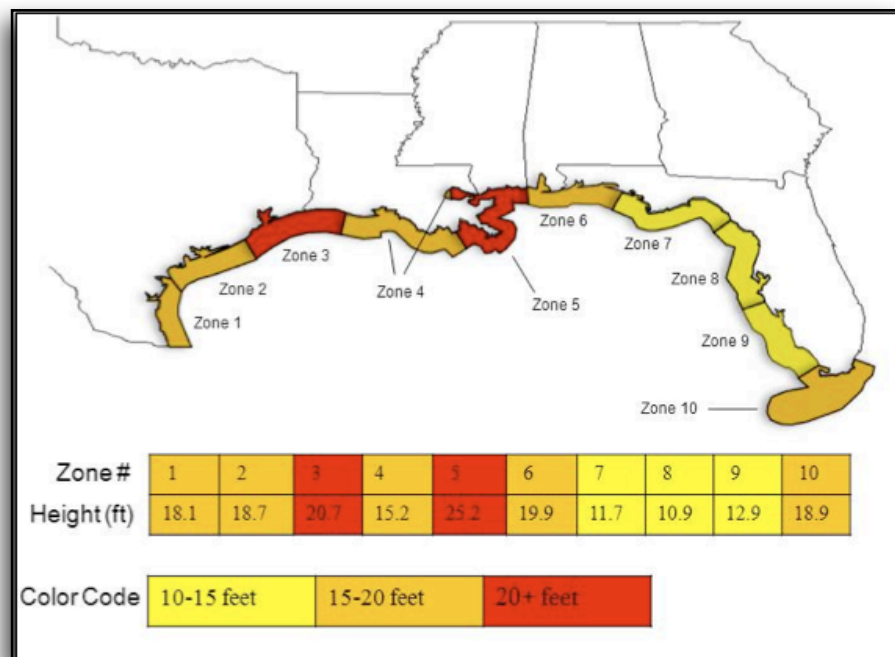 Zone 6
Zone 7
Zone 3
Zone 8
Zone 2
Zone 4
Zone 5
Zone 1
Zone 9
Zone 10
Zone # 1 2 3 4 5 6 7 8 9 10
Height (ft) 18.1 18.7 20.7 15.2 25.2 19.9 11.7 10.9 12.9 18.9
Color Code 10-15 feet 15-20 feet 20+ feet